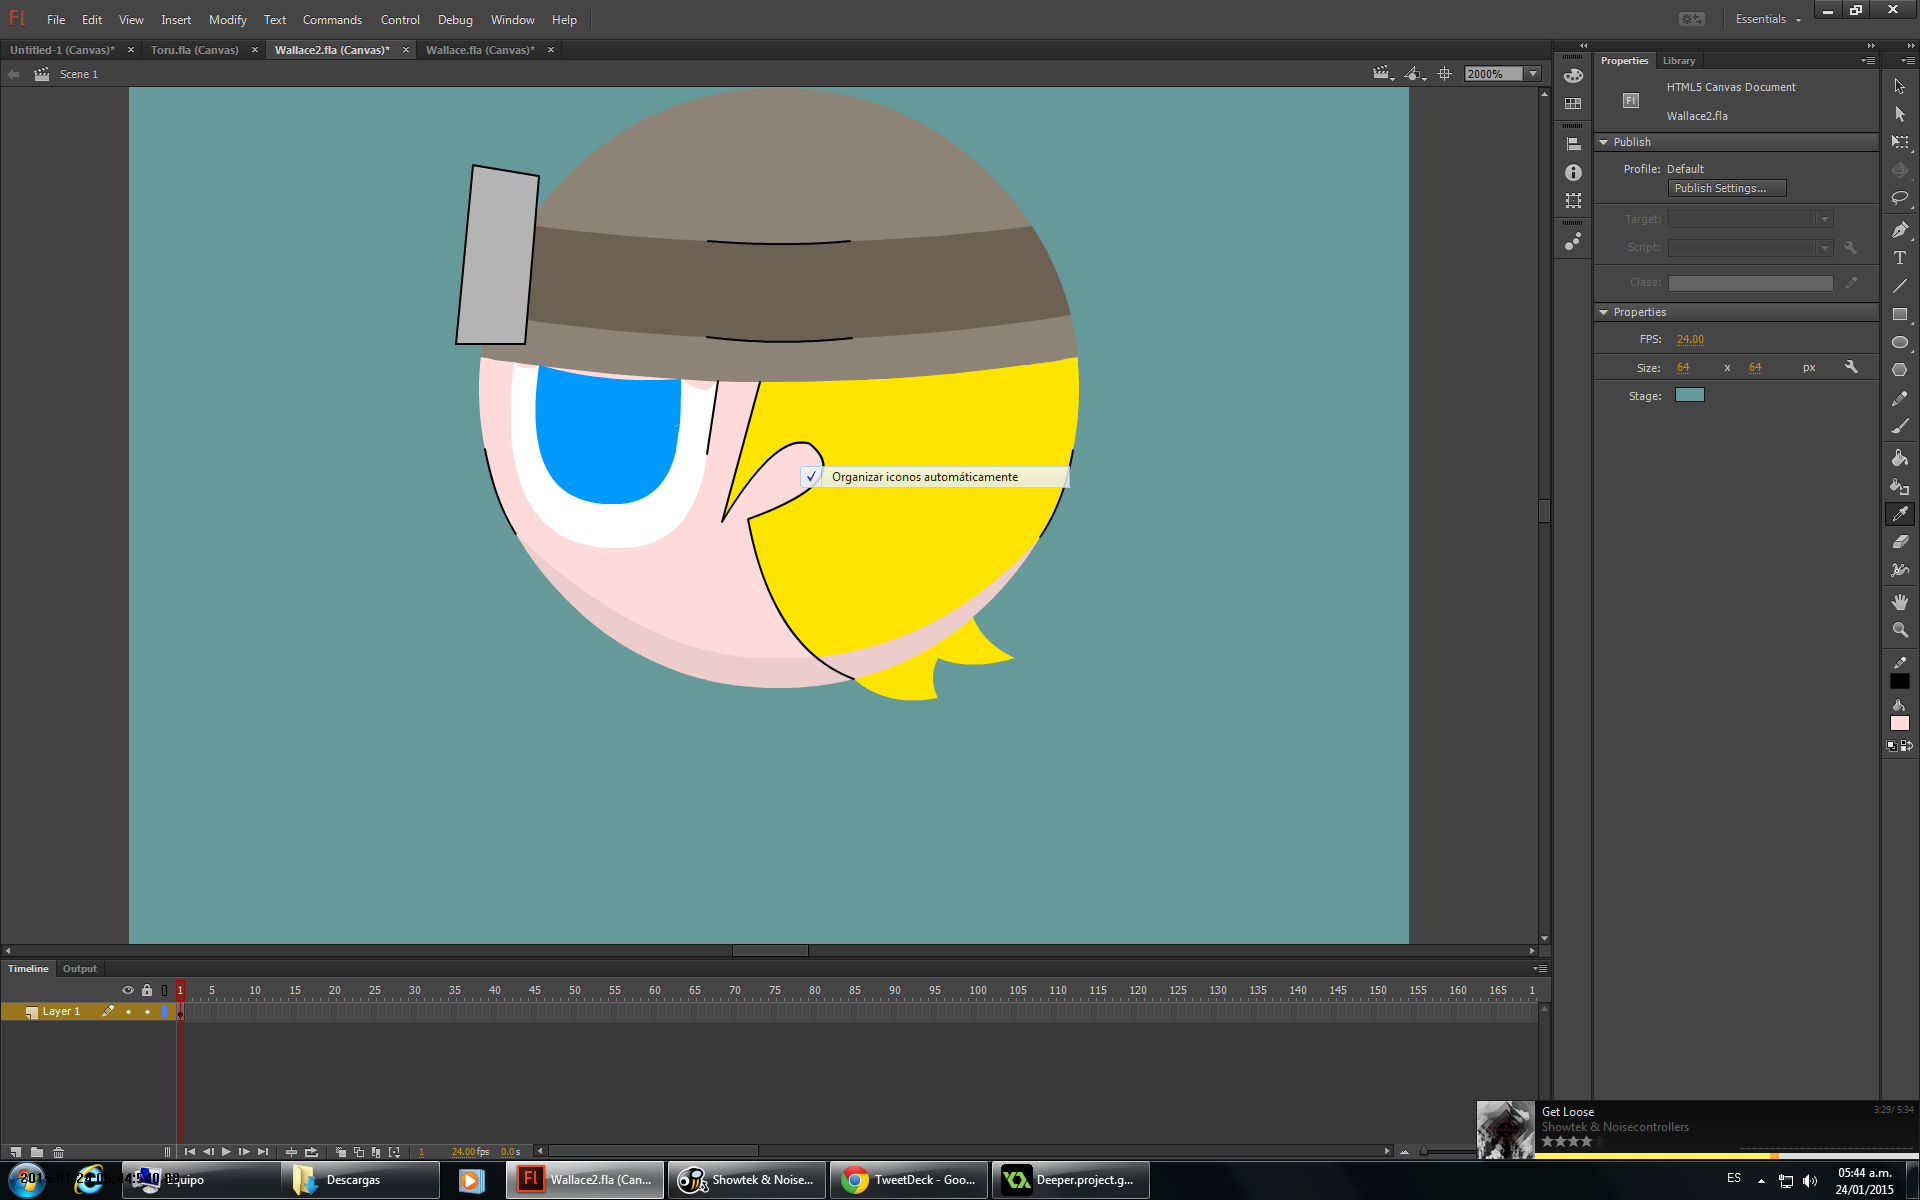 Fl File Edit View Insert Modify Text Commands Control Debug Window Help Essentials
Untitled-1 (Canvas)* Toru.fla (Canvas) Wallace2.fla (Canvas)* Wallace.fla (Canvas)*
Scene 1 2000%
Properties Library
HTML5 Canvas Document
Fl
Wallace2.fla
Publish
Profile: Default
Publish Settings...
Target:
Script:
Class:
Properties
FPS: 24.00
Size: 64 x 64 px
Stage:
T
Organizar iconos automáticamente
Timeline Output
1 5 10 15 20 25 30 35 40 45 50 55 60 65 70 75 80 85 90 95 100 105 110 115 120 125 130 135 140 145 150 155 160 165 1
Layer 1
Get Loose 3:29/ 5:34
Showtek & Noisecontrollers
1 24.00 fps 0.0 s
Equipo Descargas Fl Wallace2.fla (Can... Showtek & Noise... TweetDeck - Goo... Deeper.project.g... ES 05:44 a.m.
24/01/2015